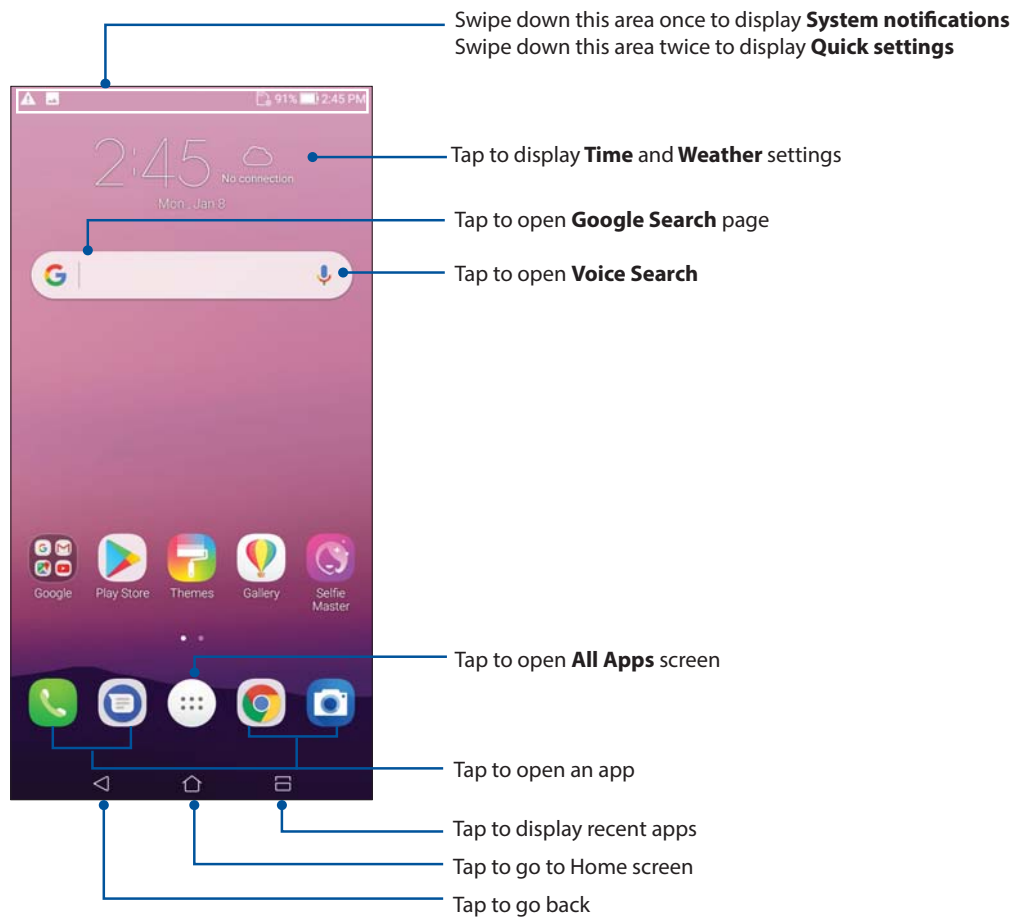 Swipe down this area once to display System notifications
Swipe down this area twice to display Quick settings
91% 2:45 PM
2:45
No connection
Mon, Jan 8
Tap to display Time and Weather settings
Tap to open Google Search page
G
Tap to open Voice Search
Google
Play Store
Themes
Gallery
Selfie
Master
Tap to open All Apps screen
Tap to open an app
Tap to display recent apps
Tap to go to Home screen
Tap to go back